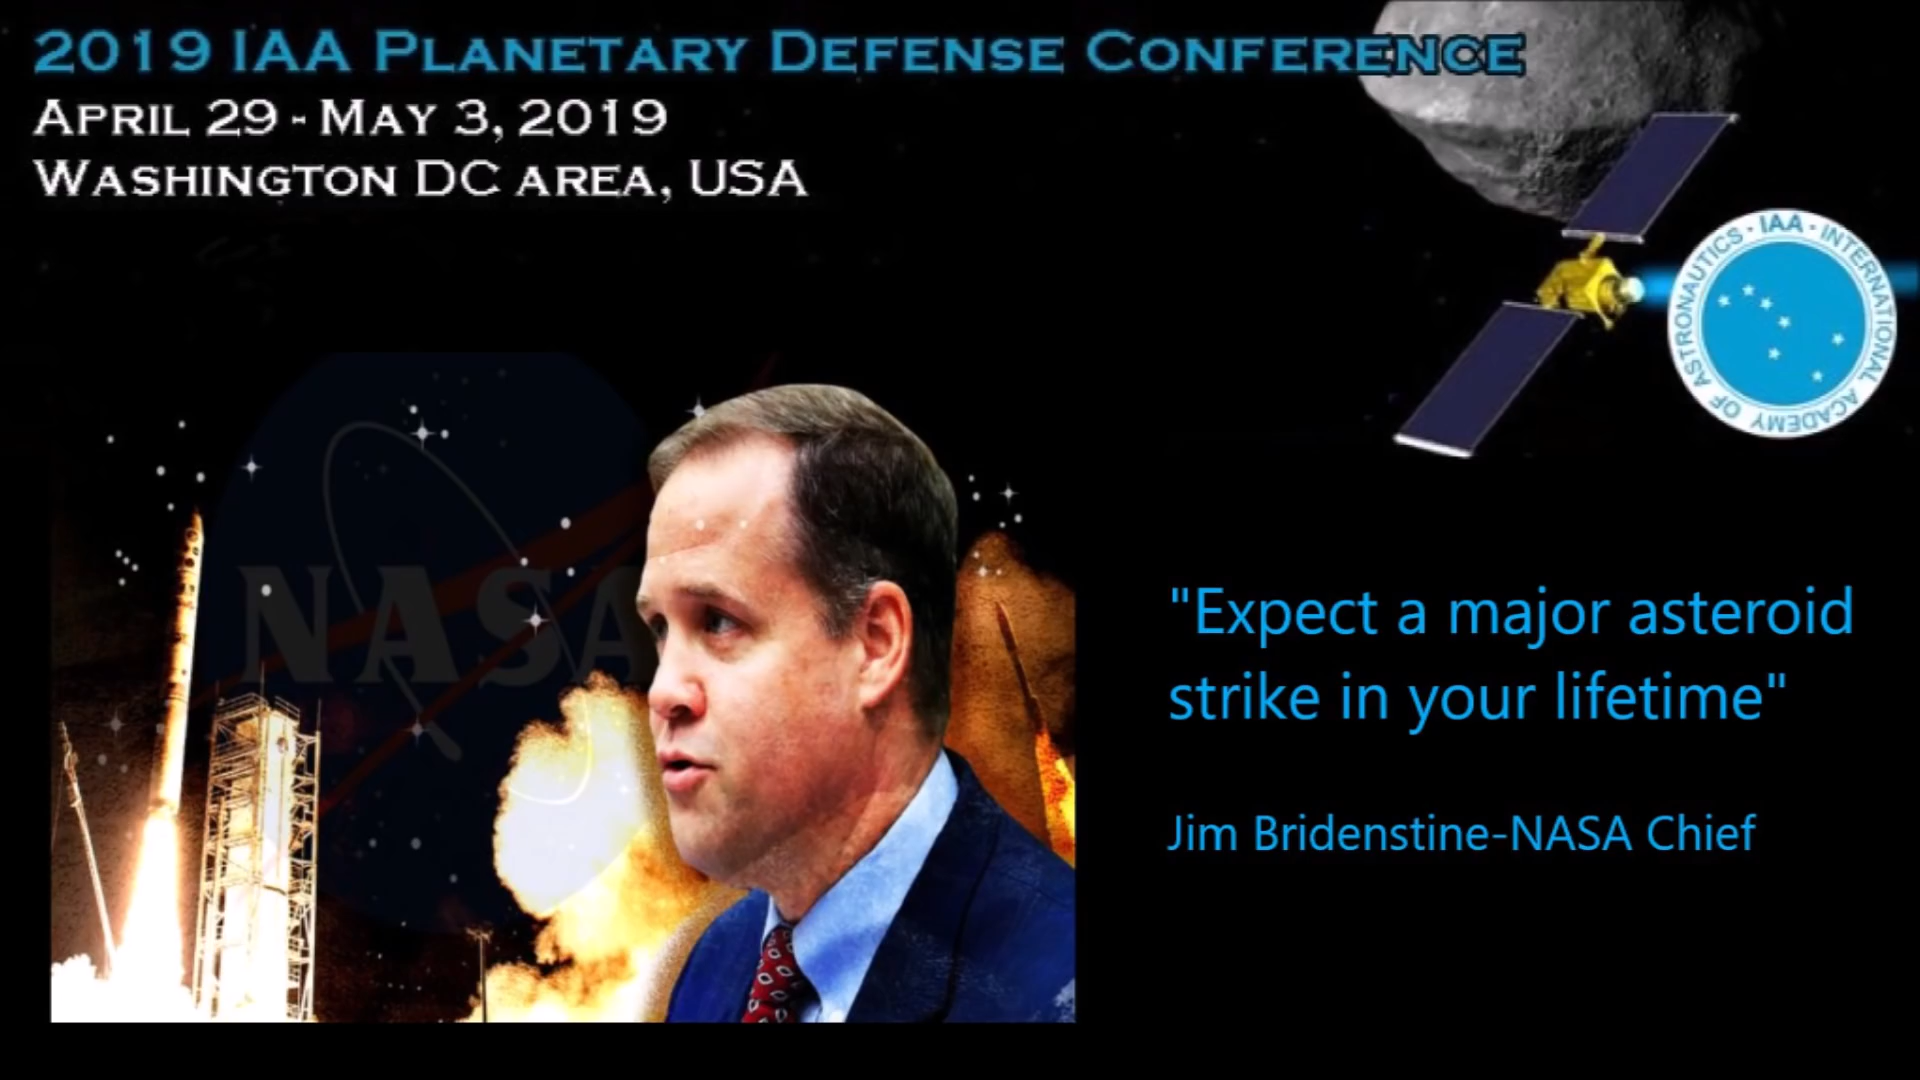 2019 IAA PLANETARY DEFENSE CONFERENCE
APRIL 29 - MAY 3, 2019
WASHINGTON DC AREA, USA
· IAA · INTERNATIONAL ACADEMY OF ASTRONAUTICS
NASA
"Expect a major asteroid
strike in your lifetime"
Jim Bridenstine-NASA Chief